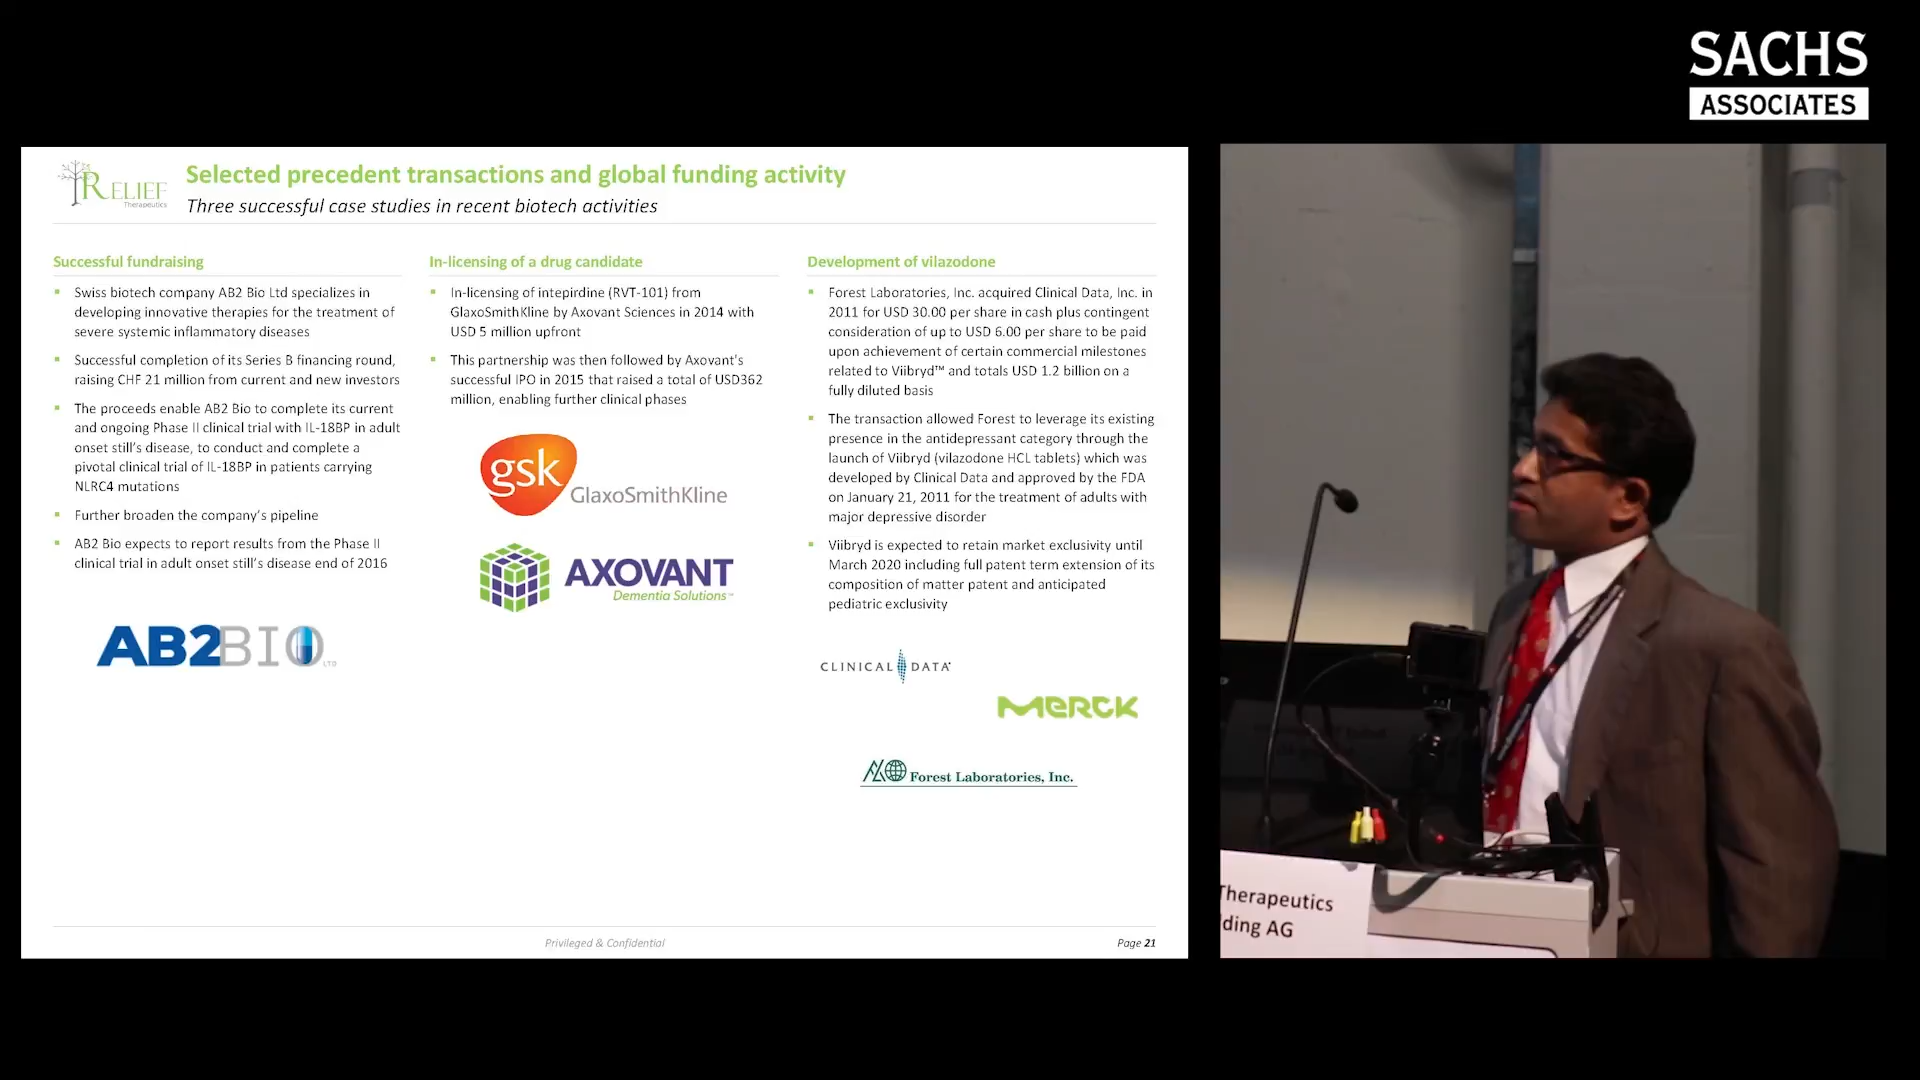 SACHS
ASSOCIATES
RELIEF
Therapeutics
Selected precedent transactions and global funding activity
Three successful case studies in recent biotech activities
Successful fundraising
▪ Swiss biotech company AB2 Bio Ltd specializes in
developing innovative therapies for the treatment of
severe systemic inflammatory diseases
▪ Successful completion of its Series B financing round,
raising CHF 21 million from current and new investors
▪ The proceeds enable AB2 Bio to complete its current
and ongoing Phase II clinical trial with IL-18BP in adult
onset still's disease, to conduct and complete a
pivotal clinical trial of IL-18BP in patients carrying
NLRC4 mutations
▪ Further broaden the company's pipeline
▪ AB2 Bio expects to report results from the Phase II
clinical trial in adult onset still's disease end of 2016
AB2BIO LTD
In-licensing of a drug candidate
▪ In-licensing of intepirdine (RVT-101) from
GlaxoSmithKline by Axovant Sciences in 2014 with
USD 5 million upfront
▪ This partnership was then followed by Axovant's
successful IPO in 2015 that raised a total of USD362
million, enabling further clinical phases
gsk
GlaxoSmithKline
AXOVANT
Dementia Solutions™
Development of vilazodone
▪ Forest Laboratories, Inc. acquired Clinical Data, Inc. in
2011 for USD 30.00 per share in cash plus contingent
consideration of up to USD 6.00 per share to be paid
upon achievement of certain commercial milestones
related to Viibryd™ and totals USD 1.2 billion on a
fully diluted basis
▪ The transaction allowed Forest to leverage its existing
presence in the antidepressant category through the
launch of Viibryd (vilazodone HCL tablets) which was
developed by Clinical Data and approved by the FDA
on January 21, 2011 for the treatment of adults with
major depressive disorder
▪ Viibryd is expected to retain market exclusivity until
March 2020 including full patent term extension of its
composition of matter patent and anticipated
pediatric exclusivity
CLINICAL DATA
MERCK
Forest Laboratories, Inc.
Privileged & Confidential
Page 21
Therapeutics
lding AG